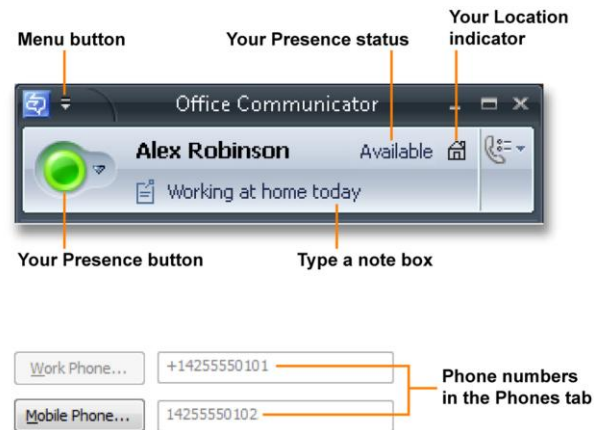 Your Location
indicator
Menu button
Your Presence status
Office Communicator
Alex Robinson
Available
Working at home today
Your Presence button
Type a note box
Work Phone...
+14255550101
Mobile Phone...
14255550102
Phone numbers
in the Phones tab